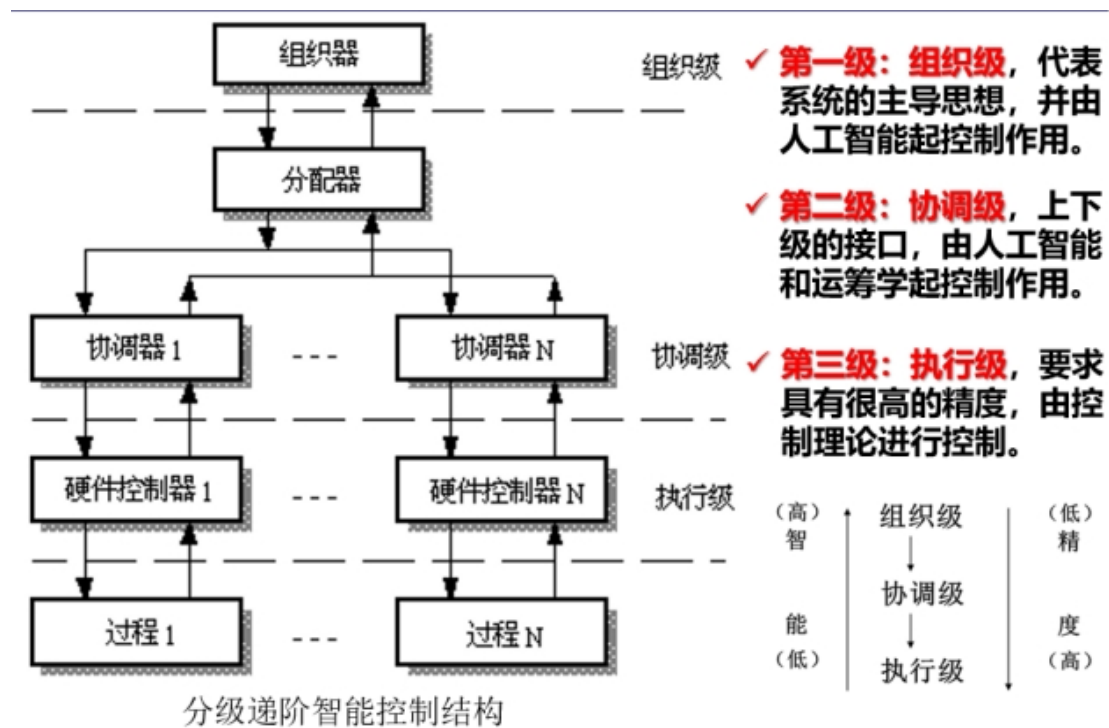 组织器
组织级
分配器
协调器 1
---
协调器 N
协调级
硬件控制器 1
---
硬件控制器 N
执行级
过程 1
---
过程 N
分级递阶智能控制结构
✓ 第一级：组织级，代表
系统的主导思想，并由
人工智能起控制作用。
✓ 第二级：协调级，上下
级的接口，由人工智能
和运筹学起控制作用。
✓ 第三级：执行级，要求
具有很高的精度，由控
制理论进行控制。
（高）
智
能
（低）
组织级
协调级
执行级
（低）
精
度
（高）